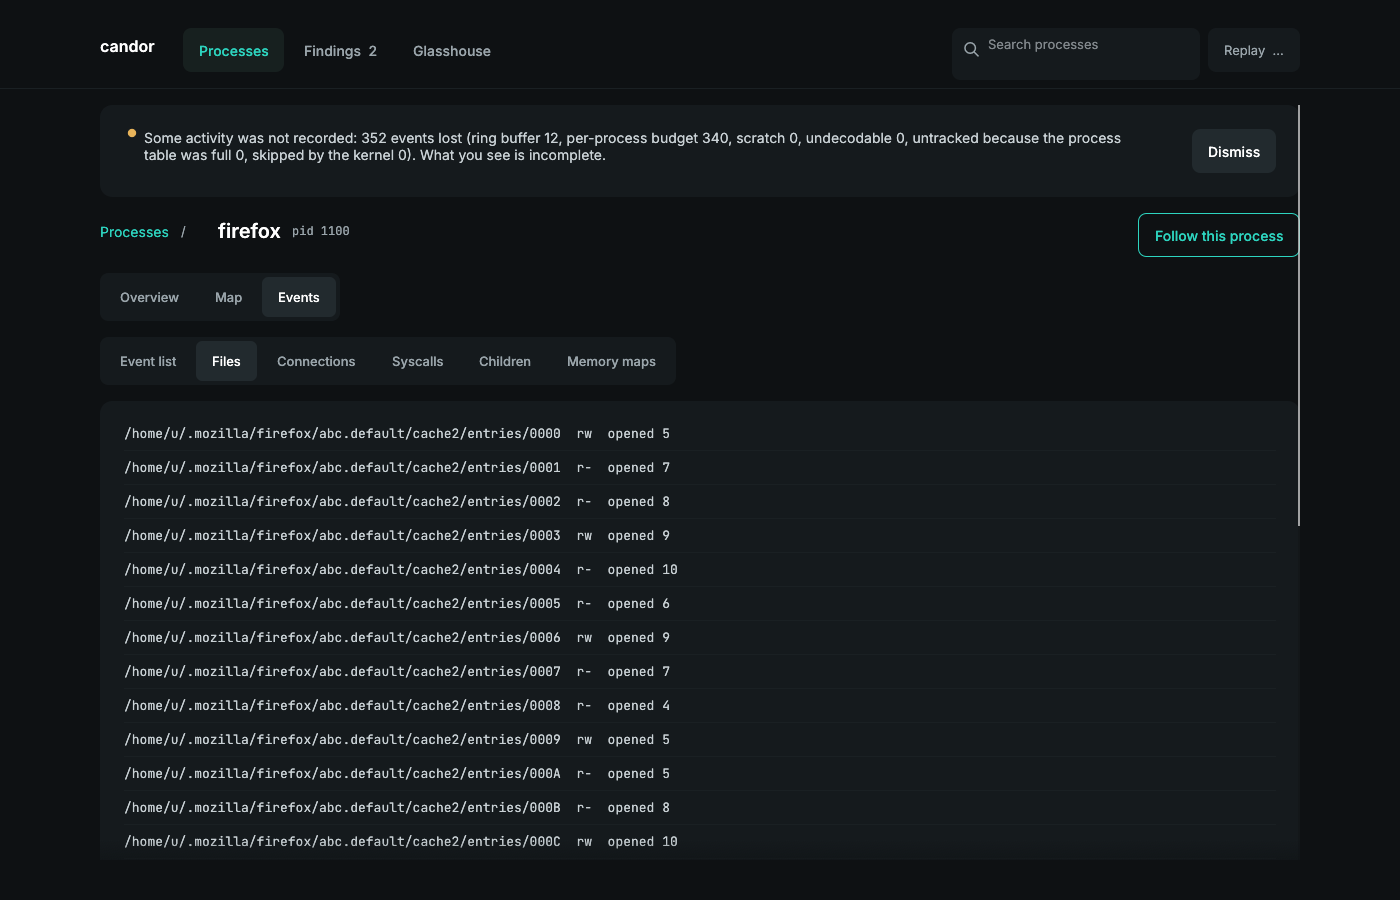 candor
Processes
Findings 2
Glasshouse
Search processes
Replay ...
Some activity was not recorded: 352 events lost (ring buffer 12, per-process budget 340, scratch 0, undecodable 0, untracked because the process
table was full 0, skipped by the kernel 0). What you see is incomplete.
Dismiss
Processes / firefox pid 1100
Follow this process
Overview Map Events
Event list Files Connections Syscalls Children Memory maps
/home/u/.mozilla/firefox/abc.default/cache2/entries/0000 rw opened 5
/home/u/.mozilla/firefox/abc.default/cache2/entries/0001 r- opened 7
/home/u/.mozilla/firefox/abc.default/cache2/entries/0002 r- opened 8
/home/u/.mozilla/firefox/abc.default/cache2/entries/0003 rw opened 9
/home/u/.mozilla/firefox/abc.default/cache2/entries/0004 r- opened 10
/home/u/.mozilla/firefox/abc.default/cache2/entries/0005 r- opened 6
/home/u/.mozilla/firefox/abc.default/cache2/entries/0006 rw opened 9
/home/u/.mozilla/firefox/abc.default/cache2/entries/0007 r- opened 7
/home/u/.mozilla/firefox/abc.default/cache2/entries/0008 r- opened 4
/home/u/.mozilla/firefox/abc.default/cache2/entries/0009 rw opened 5
/home/u/.mozilla/firefox/abc.default/cache2/entries/000A r- opened 5
/home/u/.mozilla/firefox/abc.default/cache2/entries/000B r- opened 8
/home/u/.mozilla/firefox/abc.default/cache2/entries/000C rw opened 10